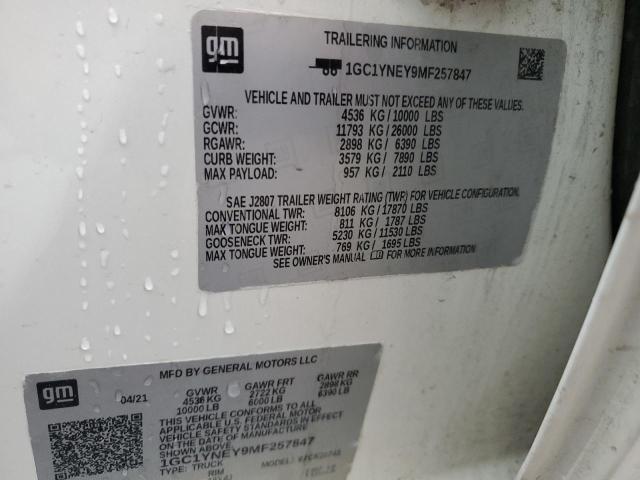 gm
TRAILERING INFORMATION
1GC1YNEY9MF257847
VEHICLE AND TRAILER MUST NOT EXCEED ANY OF THESE VALUES.
GVWR: 4536 KG/10000 LBS
GCWR: 11793 KG/26000 LBS
RGAWR: 2898 KG/ 6390 LBS
CURB WEIGHT: 3579 KG/ 7890 LBS
MAX PAYLOAD: 957 KG/ 2110 LBS
SAE J2807 TRAILER WEIGHT RATING (TWR) FOR VEHICLE CONFIGURATION.
CONVENTIONAL TWR: 8106 KG/17870 LBS
MAX TONGUE WEIGHT: 811 KG/ 1787 LBS
GOOSENECK TWR: 5230 KG/11530 LBS
MAX TONGUE WEIGHT: 769 KG/ 1695 LBS
SEE OWNER'S MANUAL FOR MORE INFORMATION
gm
MFD BY GENERAL MOTORS LLC
04/21
GVWR GAWR FRT GAWR RR
4536 KG 2722 KG 2898 KG
10000 LB 6000 LB 6390 LB
THIS VEHICLE CONFORMS TO ALL
APPLICABLE U.S. FEDERAL MOTOR
VEHICLE SAFETY STANDARDS IN EFFECT
ON THE DATE OF MANUFACTURE
SHOWN ABOVE.
1GC1YNEY9MF257847
TYPE: TRUCK MODEL:
RIM